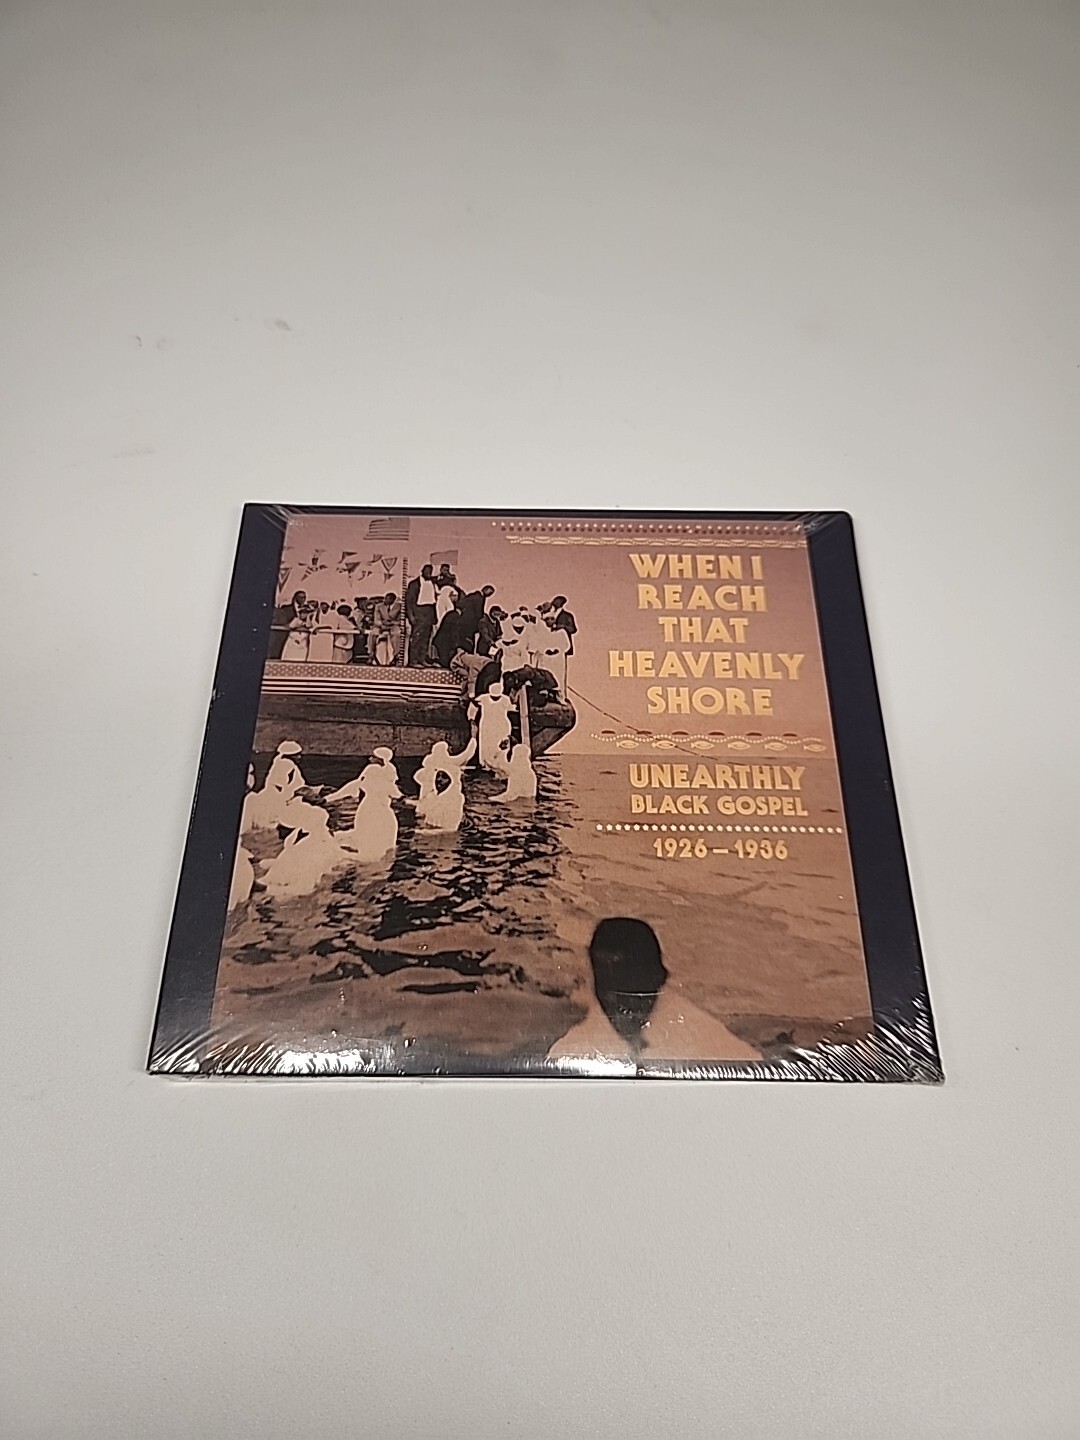 WHEN I
REACH
THAT
HEAVENLY
SHORE
UNEARTHLY
BLACK GOSPEL
1926–1936